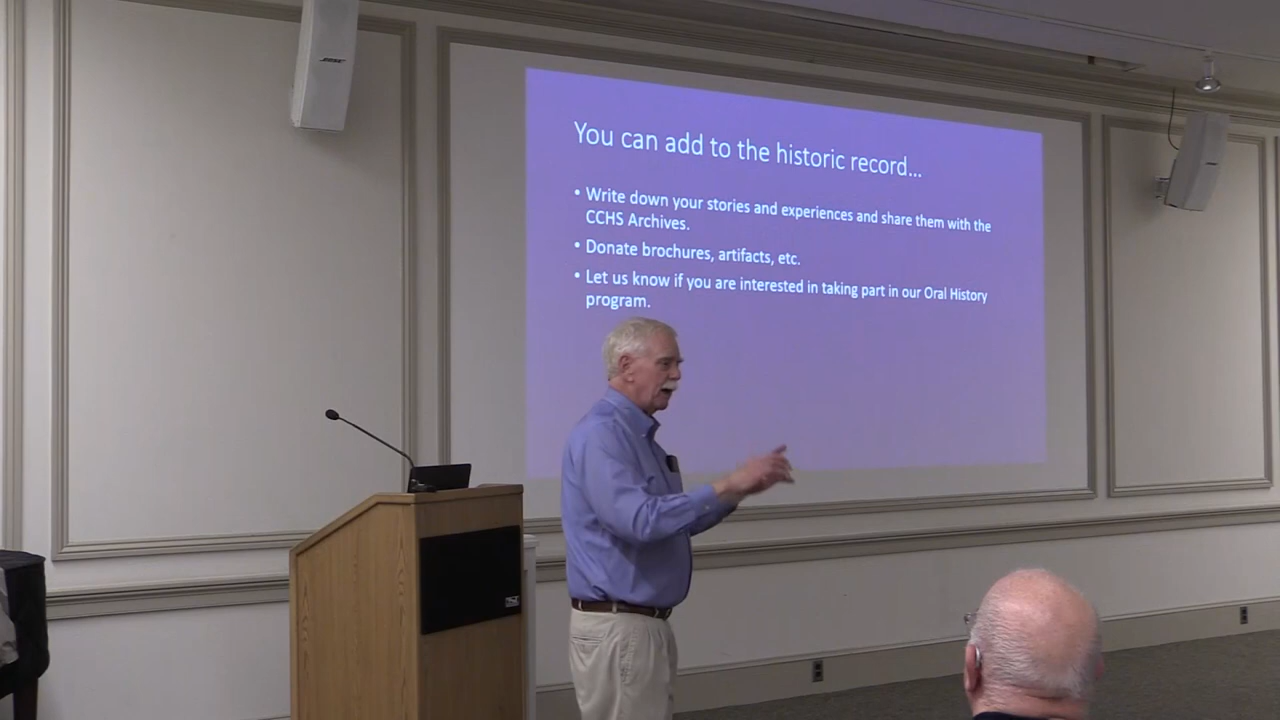 BOSE
You can add to the historic record...
• Write down your stories and experiences and share them with the
CCHS Archives.
• Donate brochures, artifacts, etc.
• Let us know if you are interested in taking part in our Oral History
program.